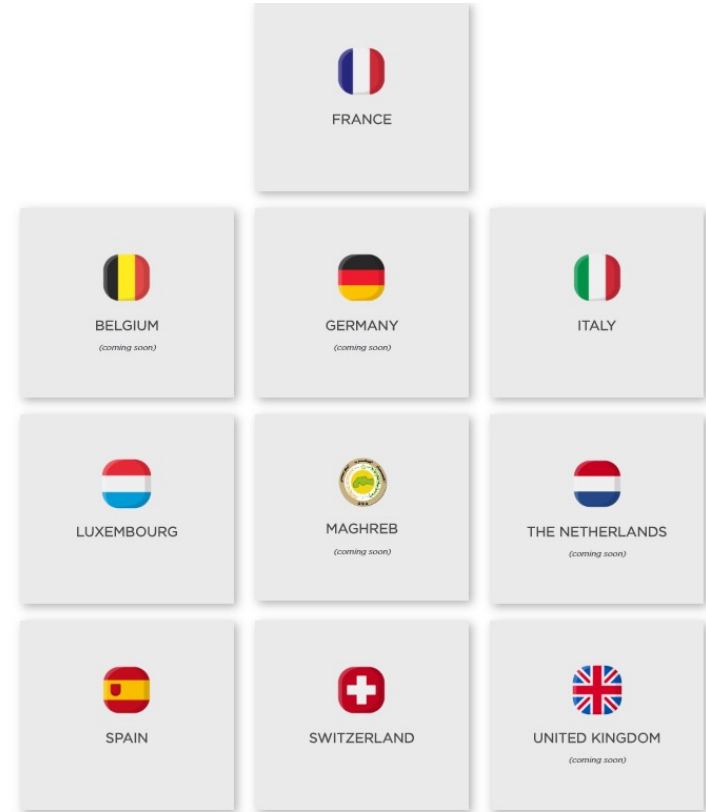 FRANCE
BELGIUM
(coming soon)
GERMANY
(coming soon)
ITALY
LUXEMBOURG
MAGHREB
(coming soon)
THE NETHERLANDS
(coming soon)
SPAIN
SWITZERLAND
UNITED KINGDOM
(coming soon)